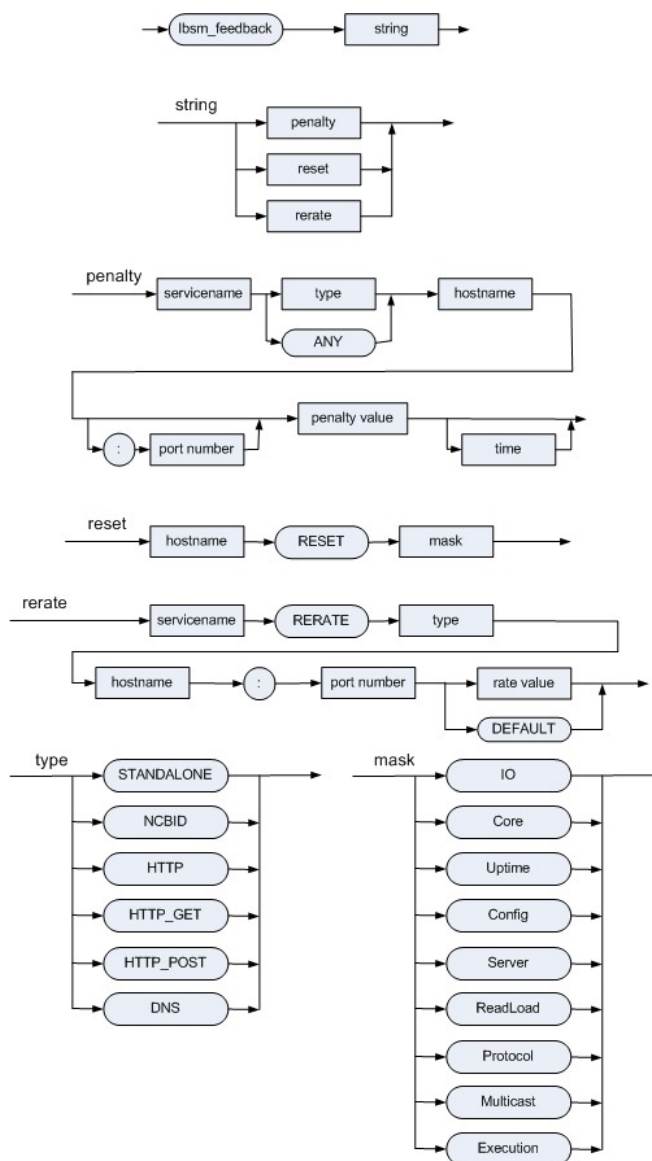 lbsm_feedback string
string
penalty
reset
rerate
penalty
servicename type hostname
ANY
: port number penalty value time
reset
hostname RESET mask
rerate
servicename RERATE type
hostname : port number rate value
DEFAULT
type
STANDALONE
NCBID
HTTP
HTTP_GET
HTTP_POST
DNS
mask
IO
Core
Uptime
Config
Server
ReadLoad
Protocol
Multicast
Execution